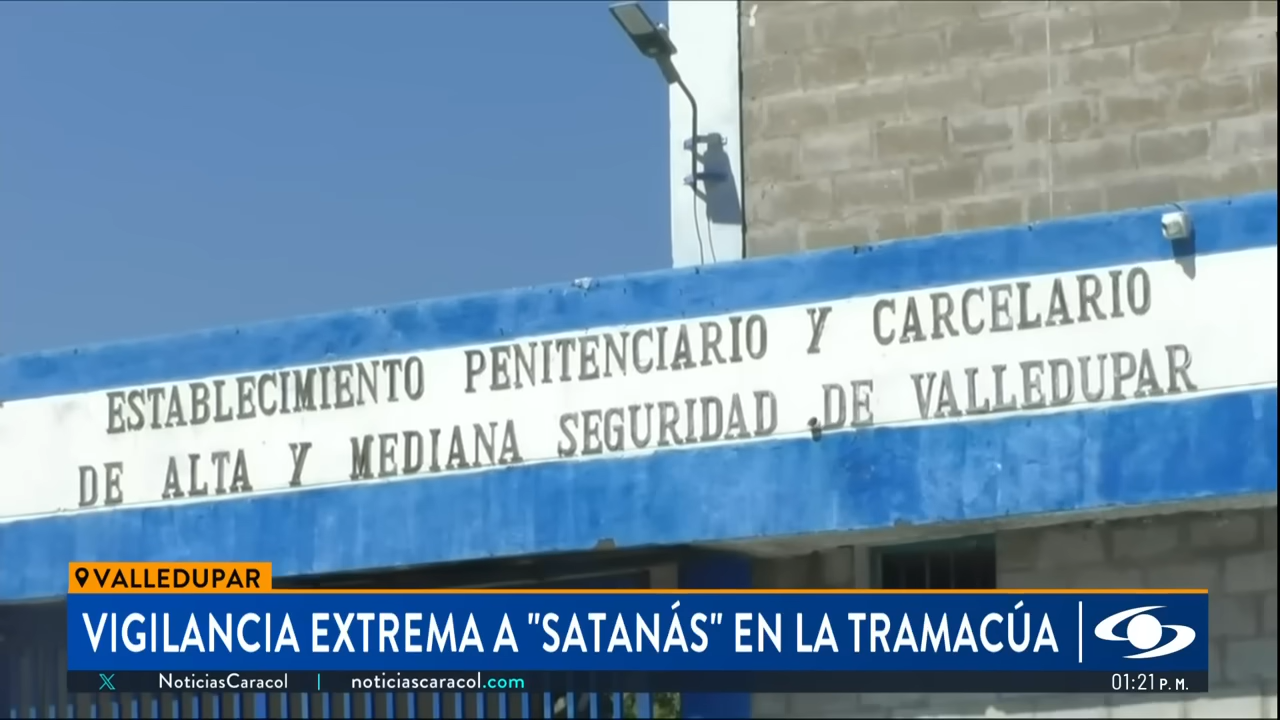 ESTABLECIMIENTO PENITENCIARIO Y CARCELARIO
DE ALTA Y MEDIANA SEGURIDAD DE VALLEDUPAR
VALLEDUPAR
VIGILANCIA EXTREMA A "SATANÁS" EN LA TRAMACÚA
NoticiasCaracol | noticiascaracol.com
01:21 P. M.